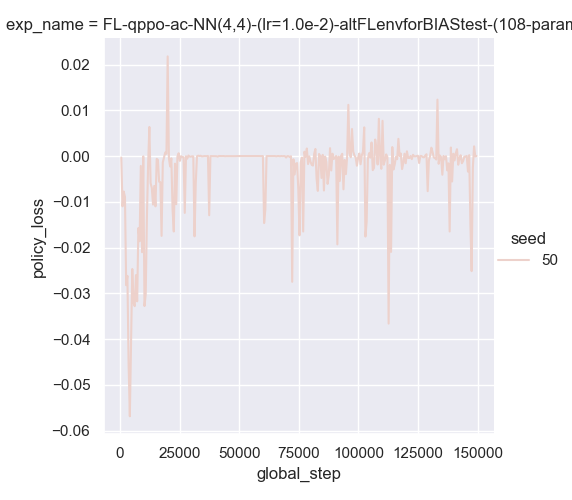 exp_name = FL-qppo-ac-NN(4,4)-(lr=1.0e-2)-altFLenvforBIAStest-(108-param
0.02
0.01
0.00
−0.01
−0.02
−0.03
−0.04
−0.05
−0.06
policy_loss
0 25000 50000 75000 100000 125000 150000
global_step
seed
50